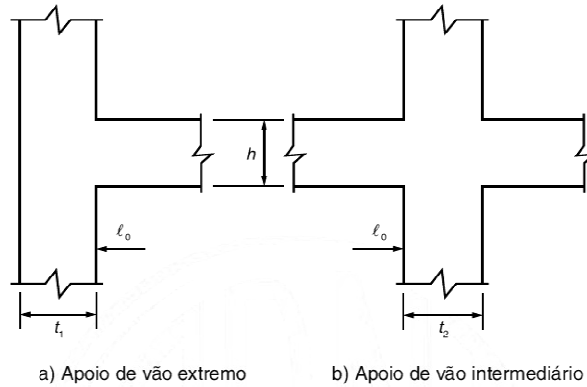 h
ℓ₀
ℓ₀
t₁
t₂
a) Apoio de vão extremo
b) Apoio de vão intermediário